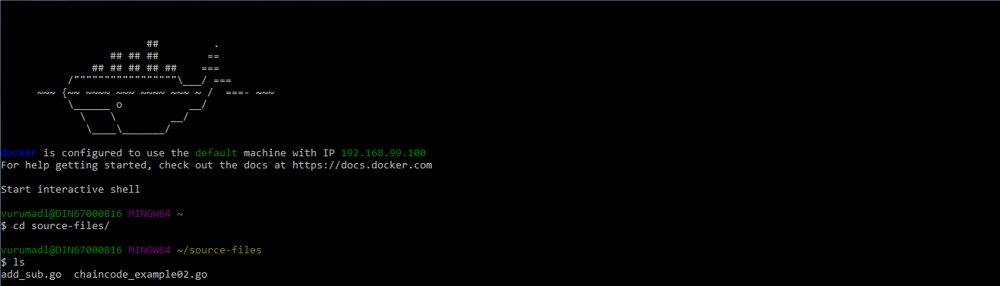 ##         .
                  ## ## ##        ==
               ## ## ## ## ##    ===
           /"""""""""""""""""\___/ ===
      ~~~ {~~ ~~~~ ~~~ ~~~~ ~~~ ~ /  ===- ~~~
           \______ o           __/
             \    \         __/
              \____\_______/
docker is configured to use the default machine with IP 192.168.99.100
For help getting started, check out the docs at https://docs.docker.com
Start interactive shell
vurumadl@DIN67000816 MINGW64 ~
$ cd source-files/
vurumadl@DIN67000816 MINGW64 ~/source-files
$ ls
add_sub.go  chaincode_example02.go